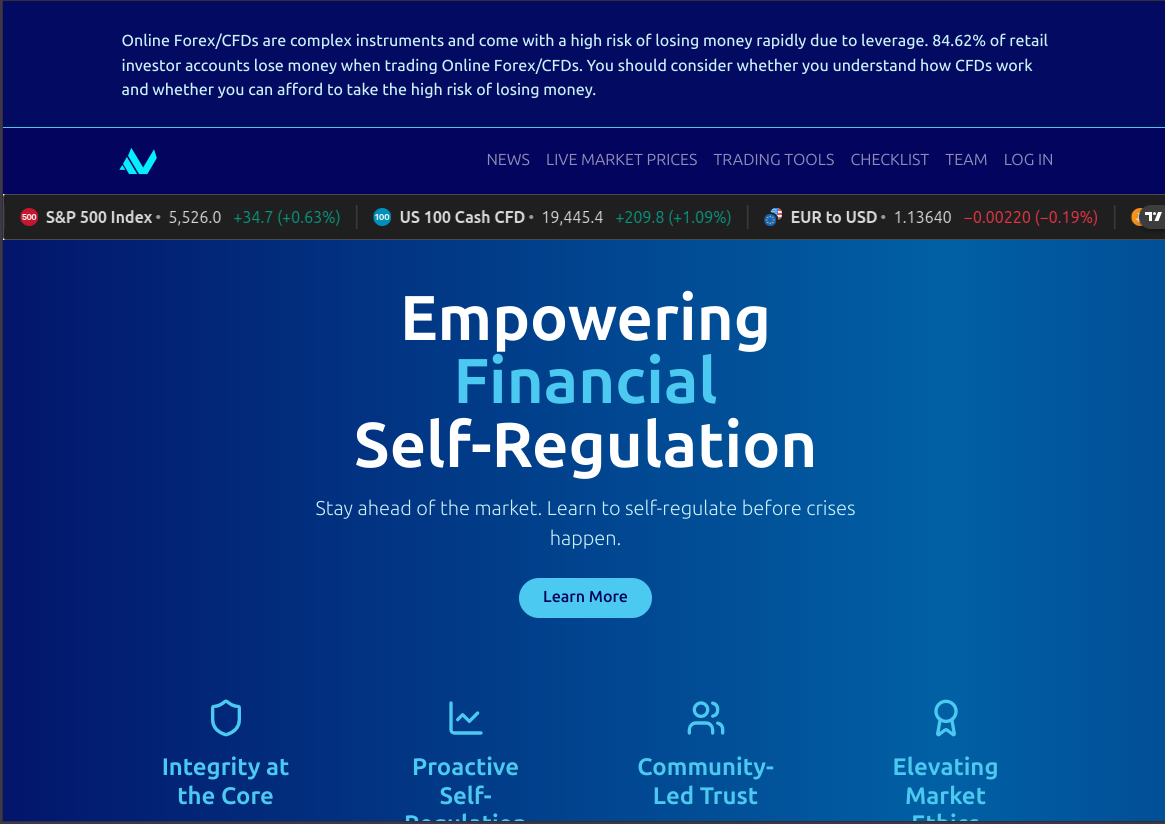 Online Forex/CFDs are complex instruments and come with a high risk of losing money rapidly due to leverage. 84.62% of retail
investor accounts lose money when trading Online Forex/CFDs. You should consider whether you understand how CFDs work
and whether you can afford to take the high risk of losing money.
NEWS LIVE MARKET PRICES TRADING TOOLS CHECKLIST TEAM LOG IN
500 S&P 500 Index • 5,526.0 +34.7 (+0.63%) 100 US 100 Cash CFD • 19,445.4 +209.8 (+1.09%) EUR to USD • 1.13640 −0.00220 (−0.19%)
Empowering
Financial
Self-Regulation
Stay ahead of the market. Learn to self-regulate before crises
happen.
Learn More
Integrity at Proactive Community- Elevating
the Core Self- Led Trust Market
Regulation Ethics